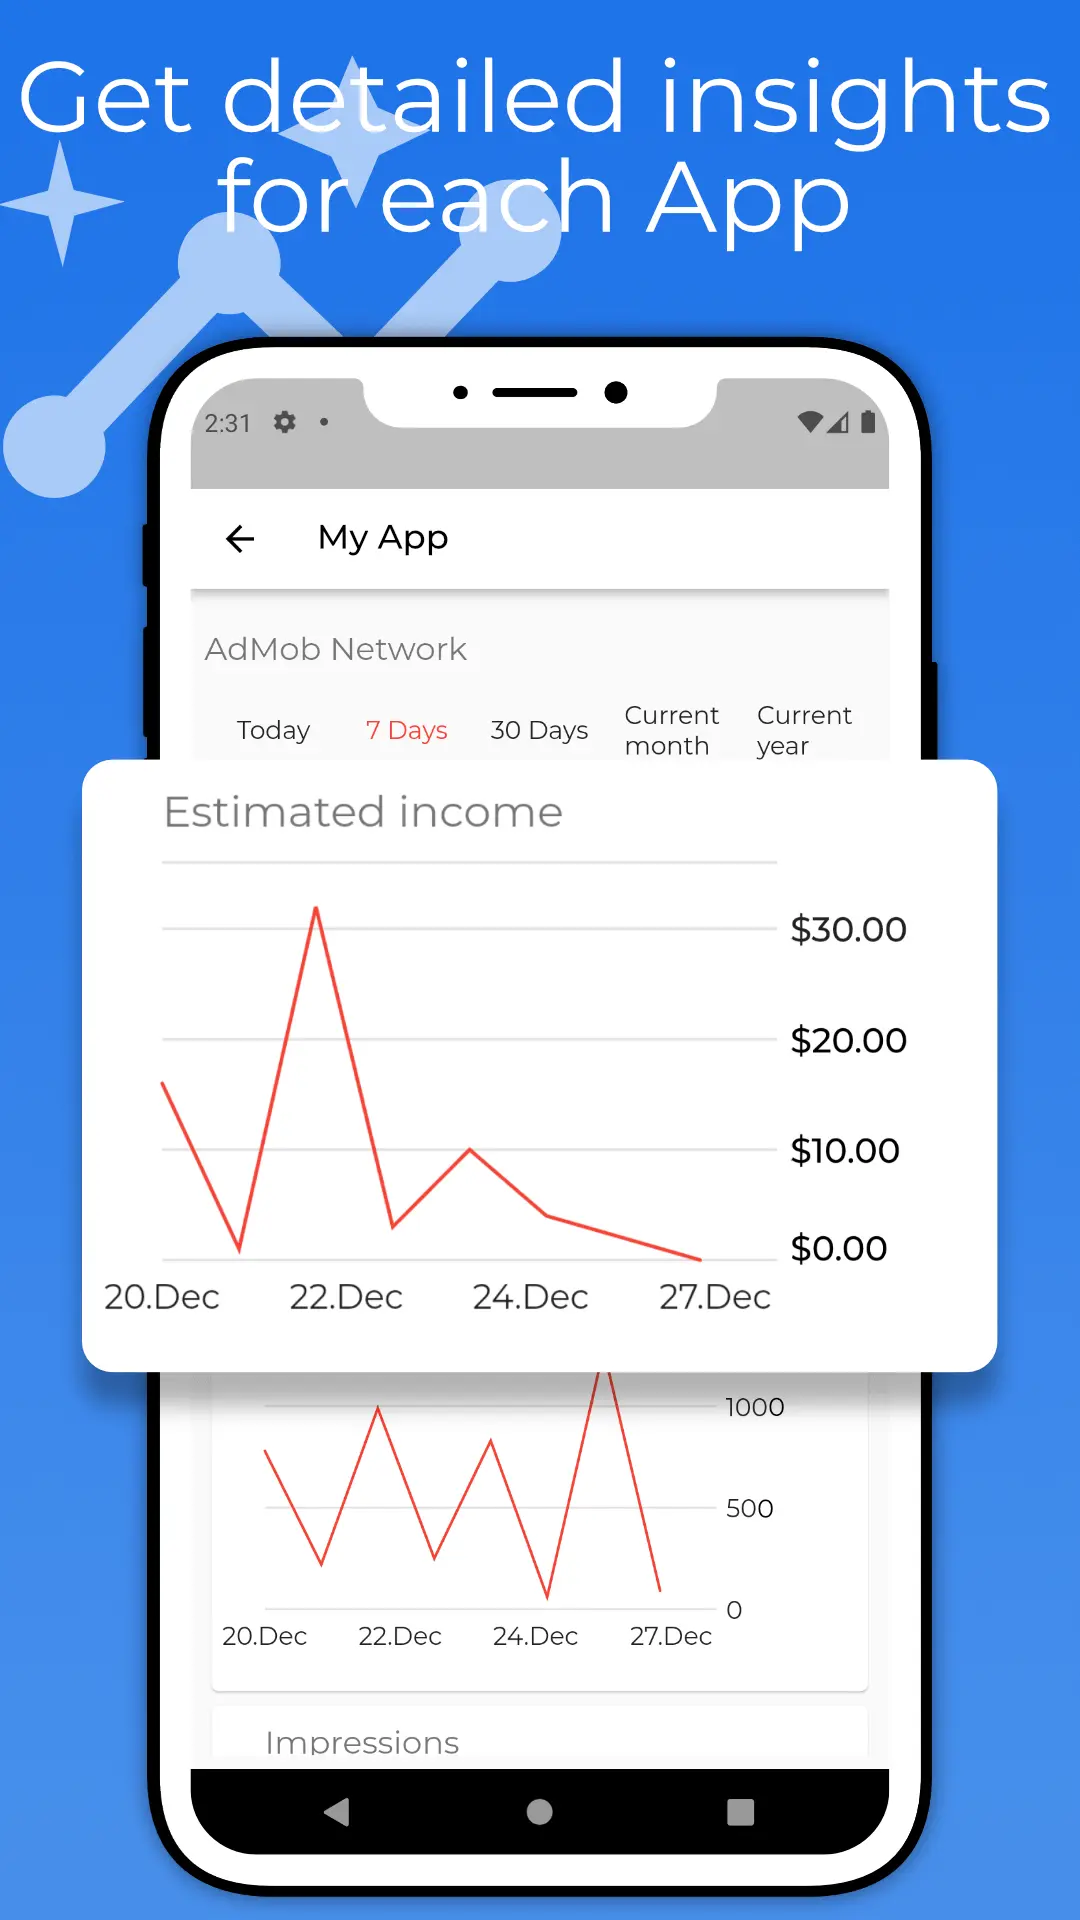 Get detailed insights
for each App
2:31
My App
AdMob Network
Today
7 Days
30 Days
Current
month
Current
year
Estimated income
$30.00
$20.00
$10.00
$0.00
20.Dec
22.Dec
24.Dec
27.Dec
1000
500
0
20.Dec
22.Dec
24.Dec
27.Dec
Impressions